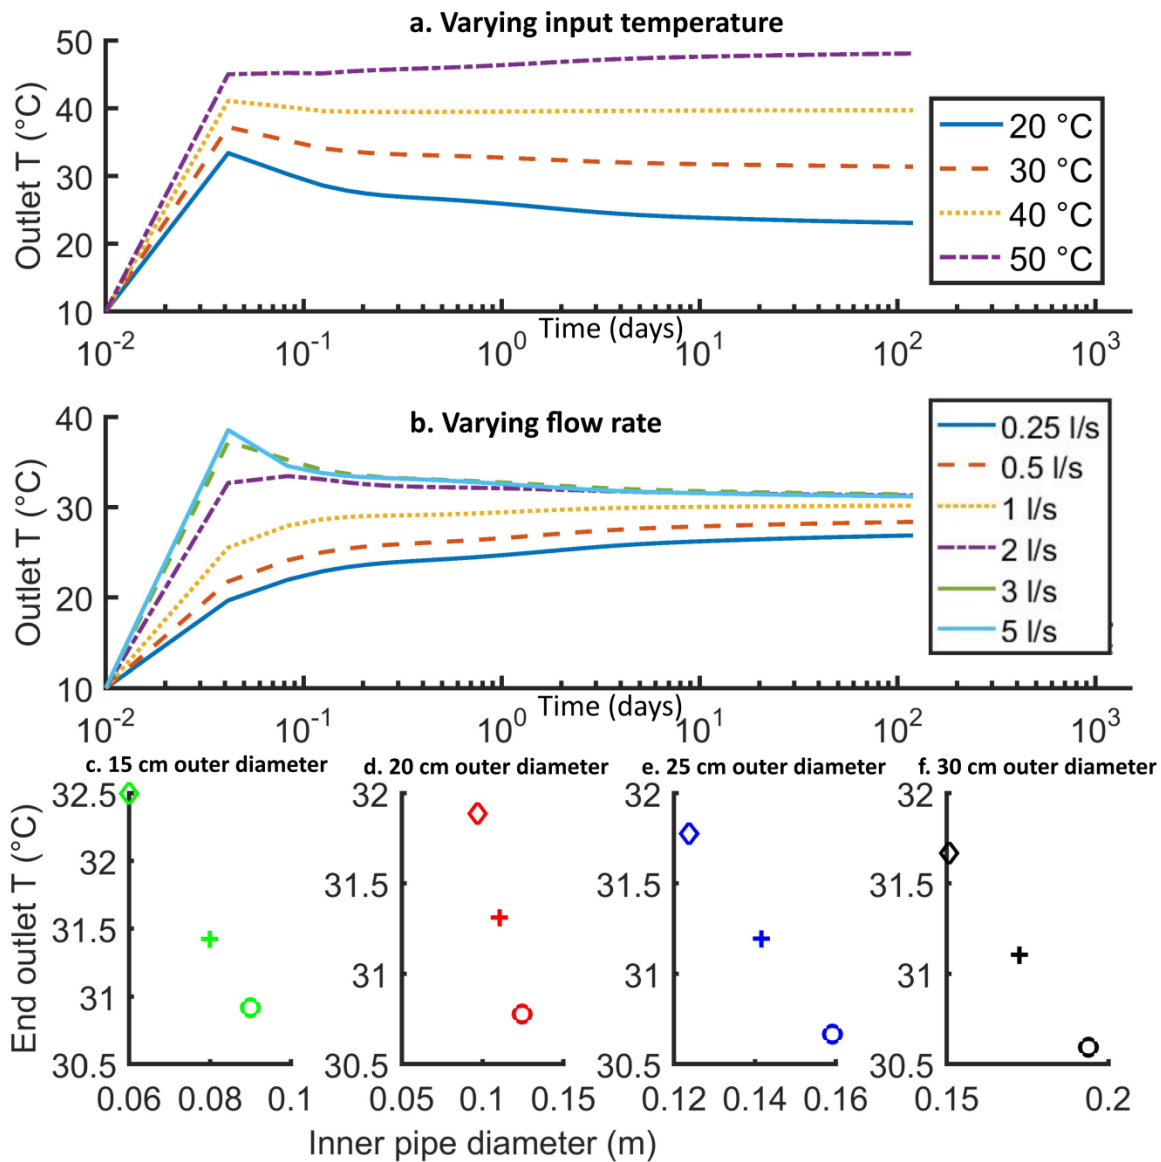 a. Varying input temperature
Outlet T (°C)
50
40
30
20
10
20 °C
30 °C
40 °C
50 °C
10-2
10-1
100
101
102
103
Time (days)
b. Varying flow rate
Outlet T (°C)
40
30
20
10
0.25 l/s
0.5 l/s
1 l/s
2 l/s
3 l/s
5 l/s
10-2
10-1
100
101
102
103
Time (days)
c. 15 cm outer diameter
End outlet T (°C)
32.5
32
31.5
31
30.5
0.06
0.08
0.1
d. 20 cm outer diameter
32
31.5
31
30.5
0.05
0.1
0.15
e. 25 cm outer diameter
32
31.5
31
30.5
0.12
0.14
0.16
f. 30 cm outer diameter
32
31.5
31
30.5
0.15
0.2
Inner pipe diameter (m)